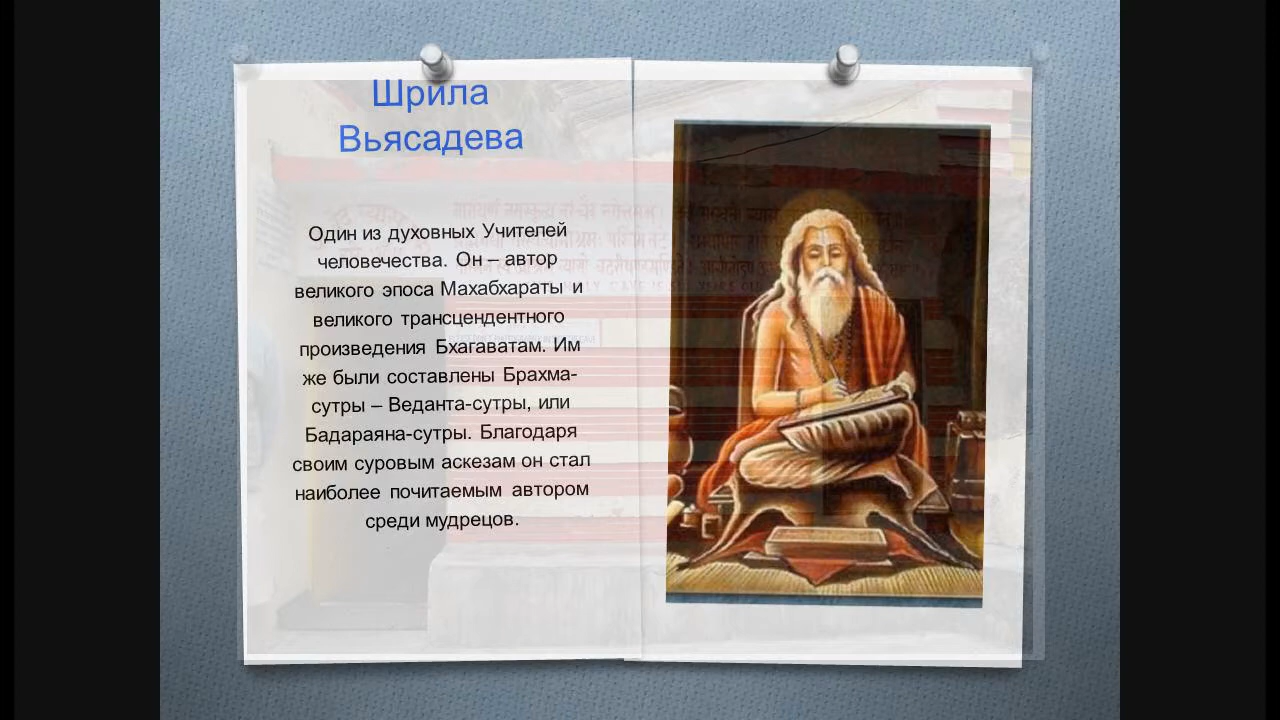 Шрила
Вьясадева
Один из духовных Учителей
человечества. Он – автор
великого эпоса Махабхараты и
великого трансцендентного
произведения Бхагаватам. Им
же были составлены Брахма-
сутры – Веданта-сутры, или
Бадараяна-сутры. Благодаря
своим суровым аскезам он стал
наиболее почитаемым автором
среди мудрецов.